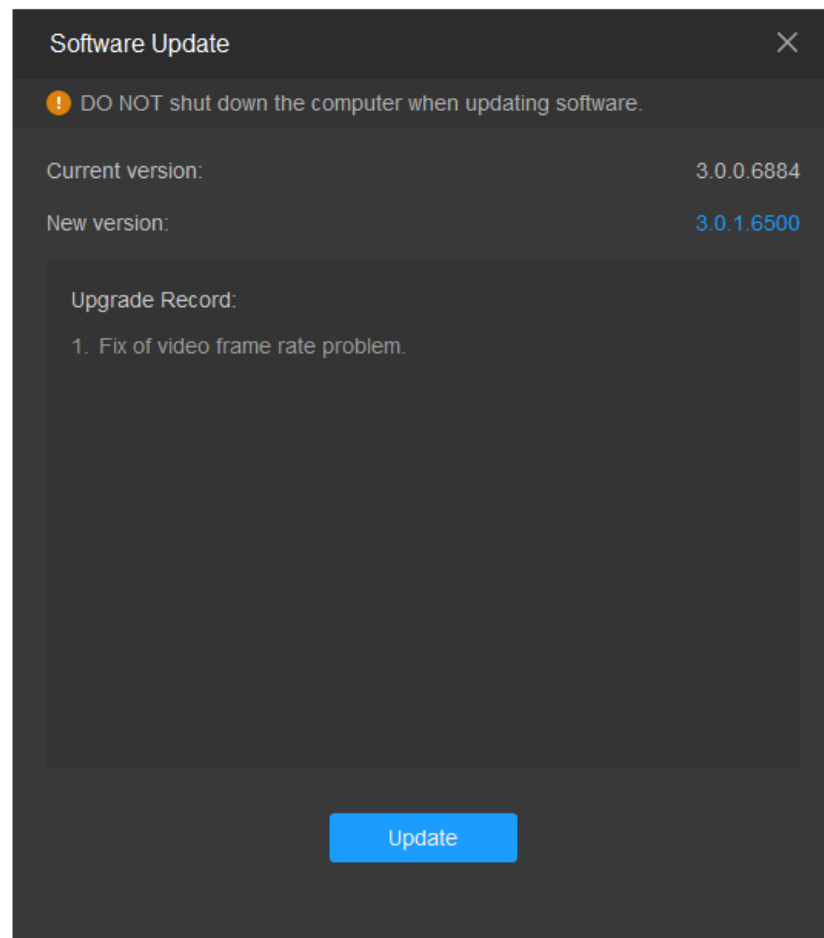 Software Update
DO NOT shut down the computer when updating software.
Current version: 3.0.0.6884
New version: 3.0.1.6500
Upgrade Record:
1. Fix of video frame rate problem.
Update